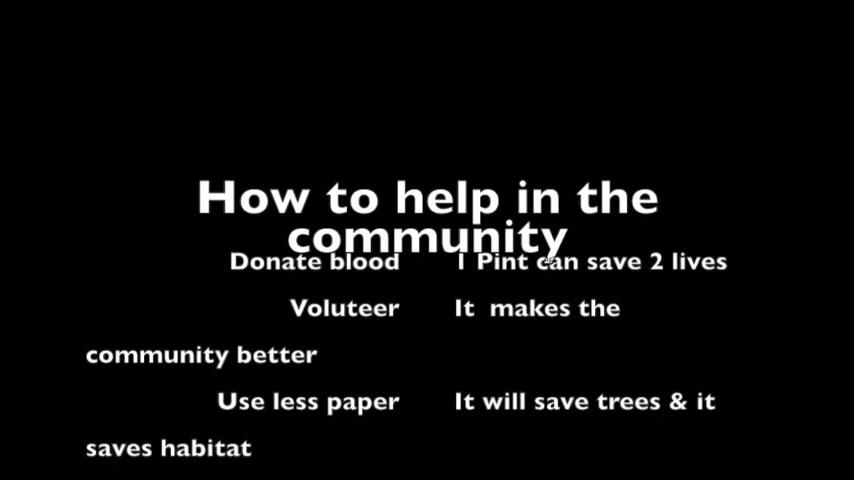 How to help in the
community
Donate blood 1 Pint can save 2 lives
Voluteer It makes the
community better
Use less paper It will save trees & it
saves habitat